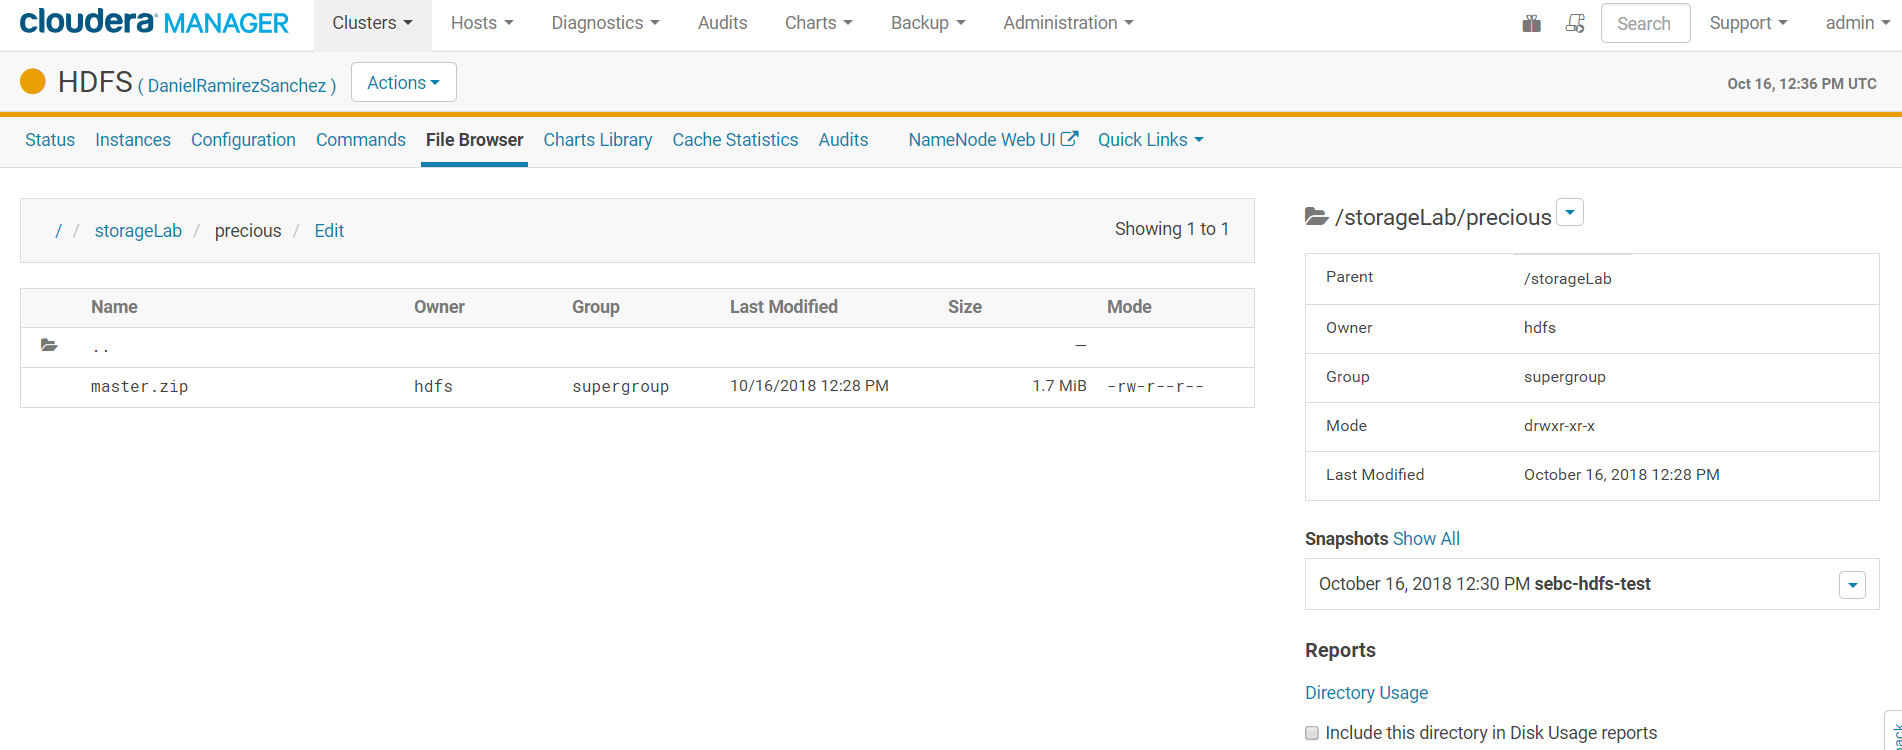 cloudera MANAGER Clusters Hosts Diagnostics Audits Charts Backup Administration Search Support admin
HDFS ( DanielRamirezSanchez ) Actions Oct 16, 12:36 PM UTC
Status Instances Configuration Commands File Browser Charts Library Cache Statistics Audits NameNode Web UI Quick Links
/ / storageLab / precious / Edit Showing 1 to 1
Name Owner Group Last Modified Size Mode
.. —
master.zip hdfs supergroup 10/16/2018 12:28 PM 1.7 MiB -rw-r--r--
/storageLab/precious
Parent /storageLab
Owner hdfs
Group supergroup
Mode drwxr-xr-x
Last Modified October 16, 2018 12:28 PM
Snapshots Show All
October 16, 2018 12:30 PM sebc-hdfs-test
Reports
Directory Usage
Include this directory in Disk Usage reports